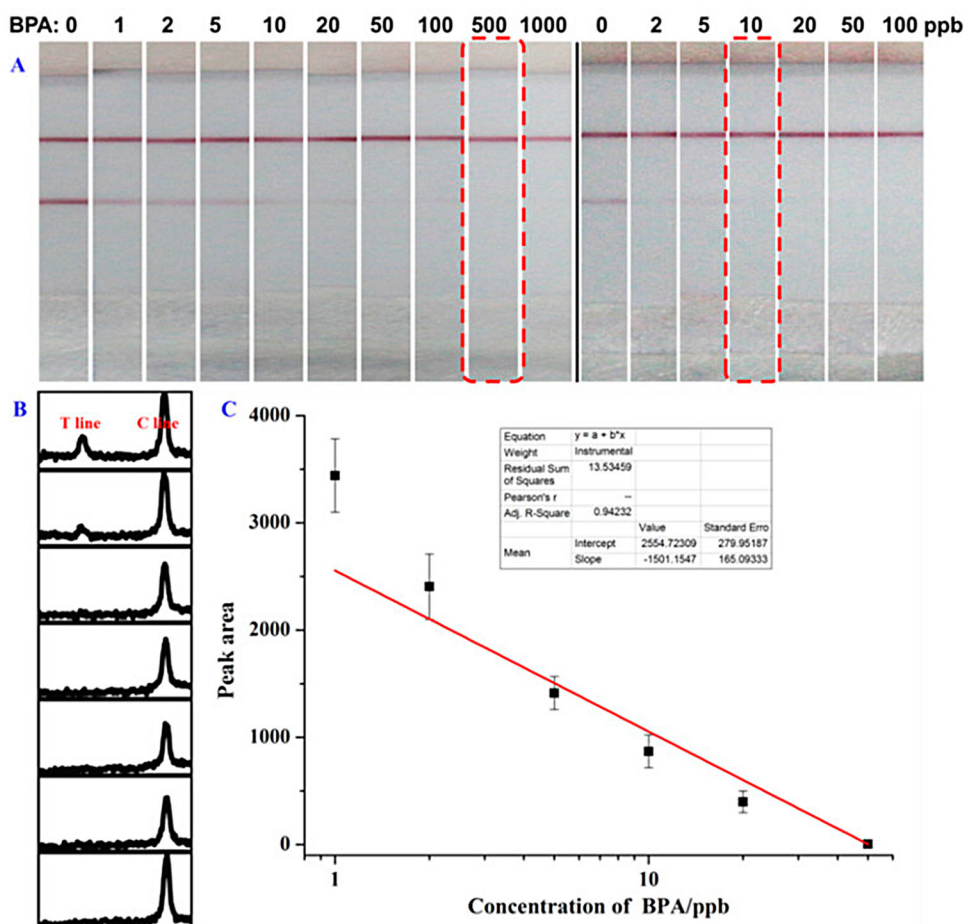 BPA: 0 1 2 5 10 20 50 100 500 1000 0 2 5 10 20 50 100 ppb
A
B
T line C line
C
4000
3000
2000
1000
0
Peak area
1 10
Concentration of BPA/ppb
Equation y = a + b*x
Weight Instrumental
Residual Sum of Squares 13.53459
Pearson's r --
Adj. R-Square 0.94232
Value Standard Erro
Mean Intercept 2554.72309 279.95187
Slope -1501.1547 165.09333